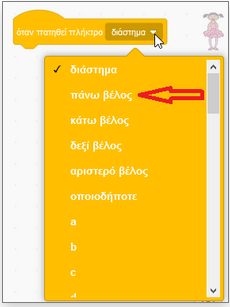 όταν πατηθεί πλήκτρο διάστημα
✓ διάστημα
πάνω βέλος
κάτω βέλος
δεξί βέλος
αριστερό βέλος
οποιοδήποτε
a
b
c